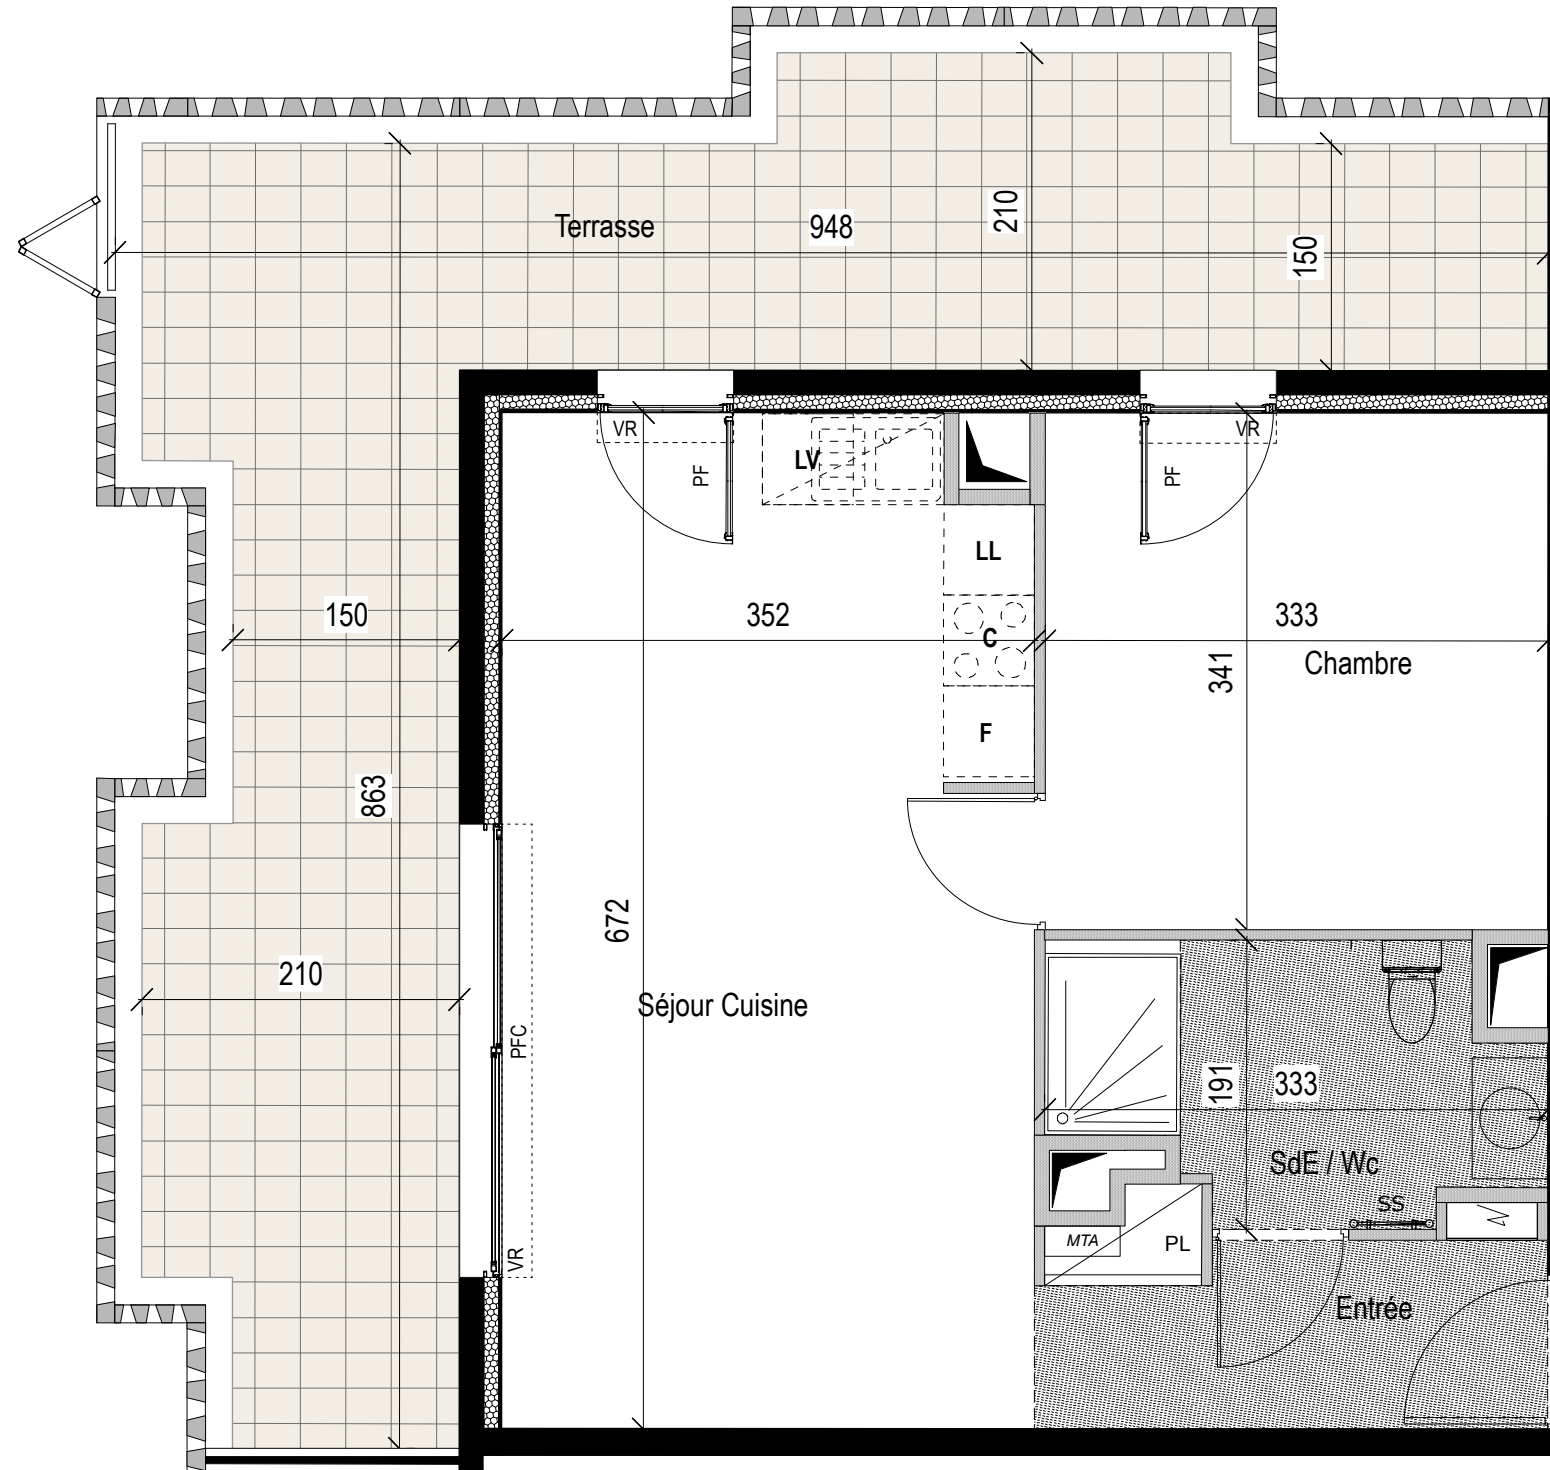 Terrasse
948
210
150
VR
PF
LV
VR
PF
LL
150
352
C
333
Chambre
341
F
863
672
210
Séjour Cuisine
PFC
191
333
SdE / Wc
SS
MTA
PL
VR
Entrée